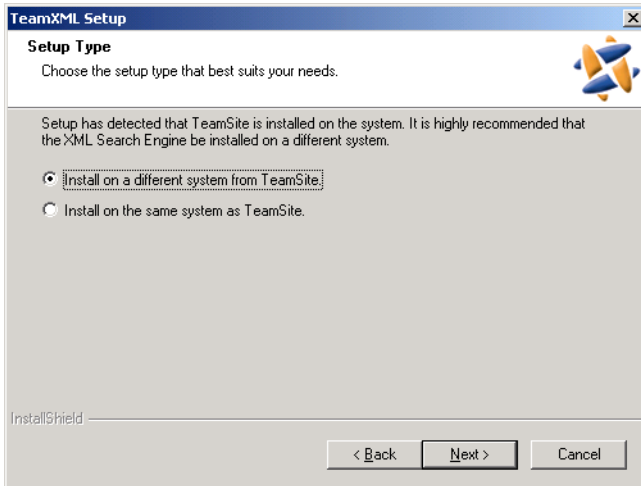 TeamXML Setup
Setup Type
Choose the setup type that best suits your needs.
Setup has detected that TeamSite is installed on the system. It is highly recommended that
the XML Search Engine be installed on a different system.
Install on a different system from TeamSite.
Install on the same system as TeamSite.
InstallShield
< Back Next > Cancel